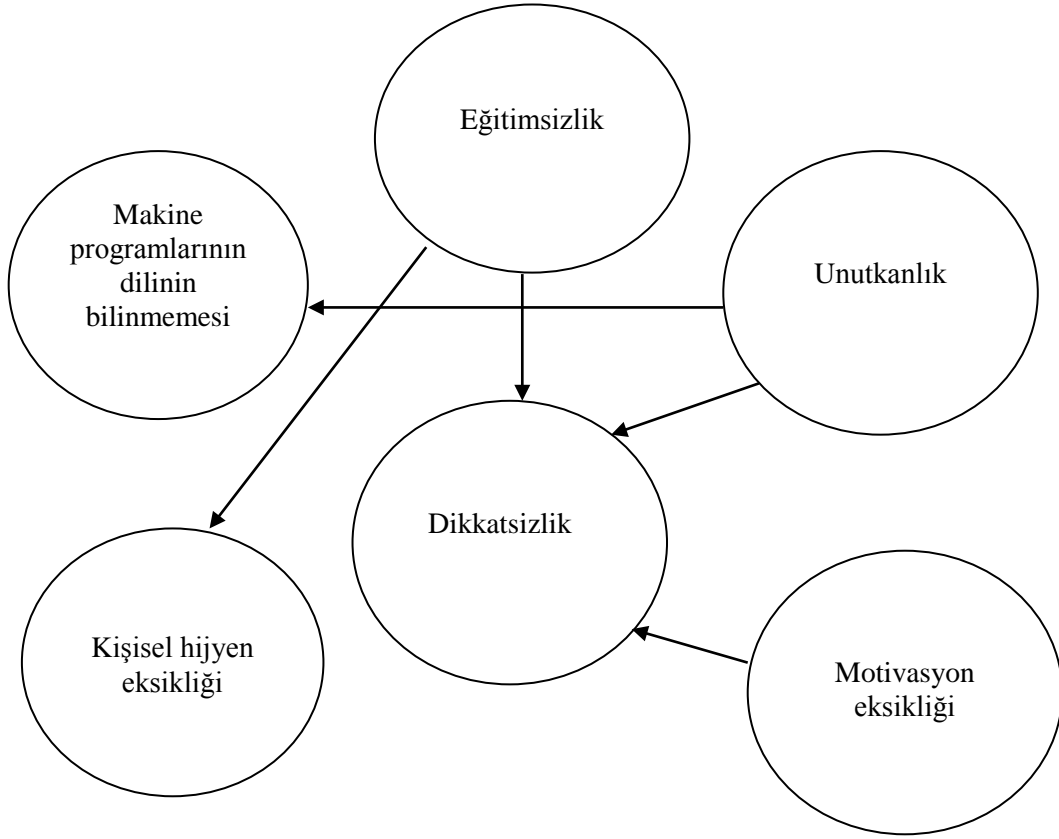 Eğitimsizlik
Makine
programlarının
dilinin
bilinmemesi
Unutkanlık
Dikkatsizlik
Kişisel hijyen
eksikliği
Motivasyon
eksikliği